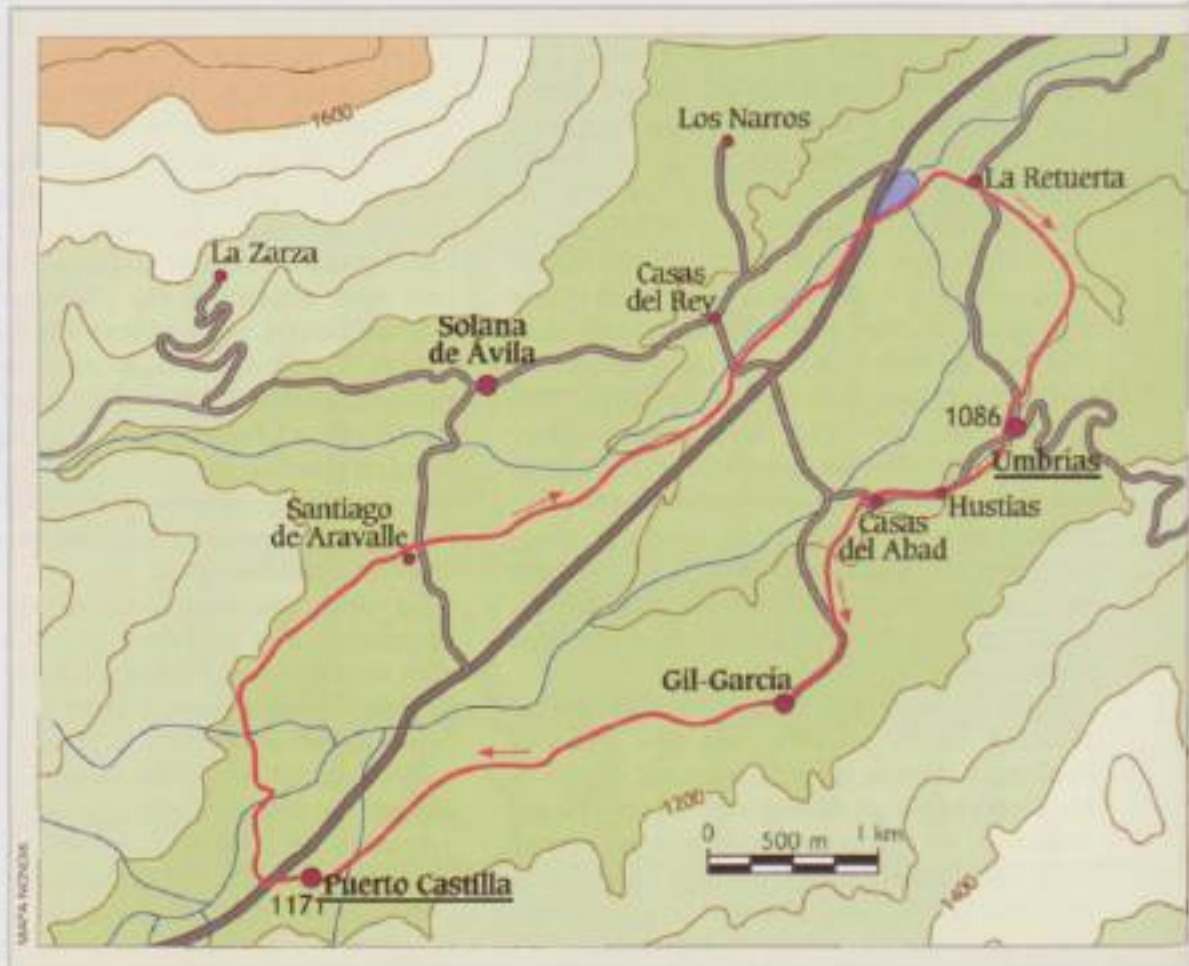 1600
Los Narros
La Retuerta
La Zarza
Casas
del Rey
Solana
de Ávila
1086
Umbrías
Santiago
de Aravalle
Hustias
Casas
del Abad
Gil-García
1200
0 500 m 1 km
1400
Puerto Castilla
1171